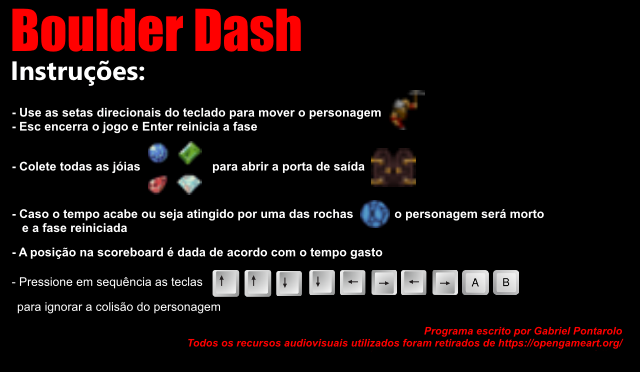 Boulder Dash
Instruções:
- Use as setas direcionais do teclado para mover o personagem
- Esc encerra o jogo e Enter reinicia a fase
- Colete todas as jóias para abrir a porta de saída
- Caso o tempo acabe ou seja atingido por uma das rochas o personagem será morto
e a fase reiniciada
- A posição na scoreboard é dada de acordo com o tempo gasto
- Pressione em sequência as teclas ↑ ↑ ↓ ↓ ← → ← → A B
para ignorar a colisão do personagem
Programa escrito por Gabriel Pontarolo
Todos os recursos audiovisuais utilizados foram retirados de https://opengameart.org/